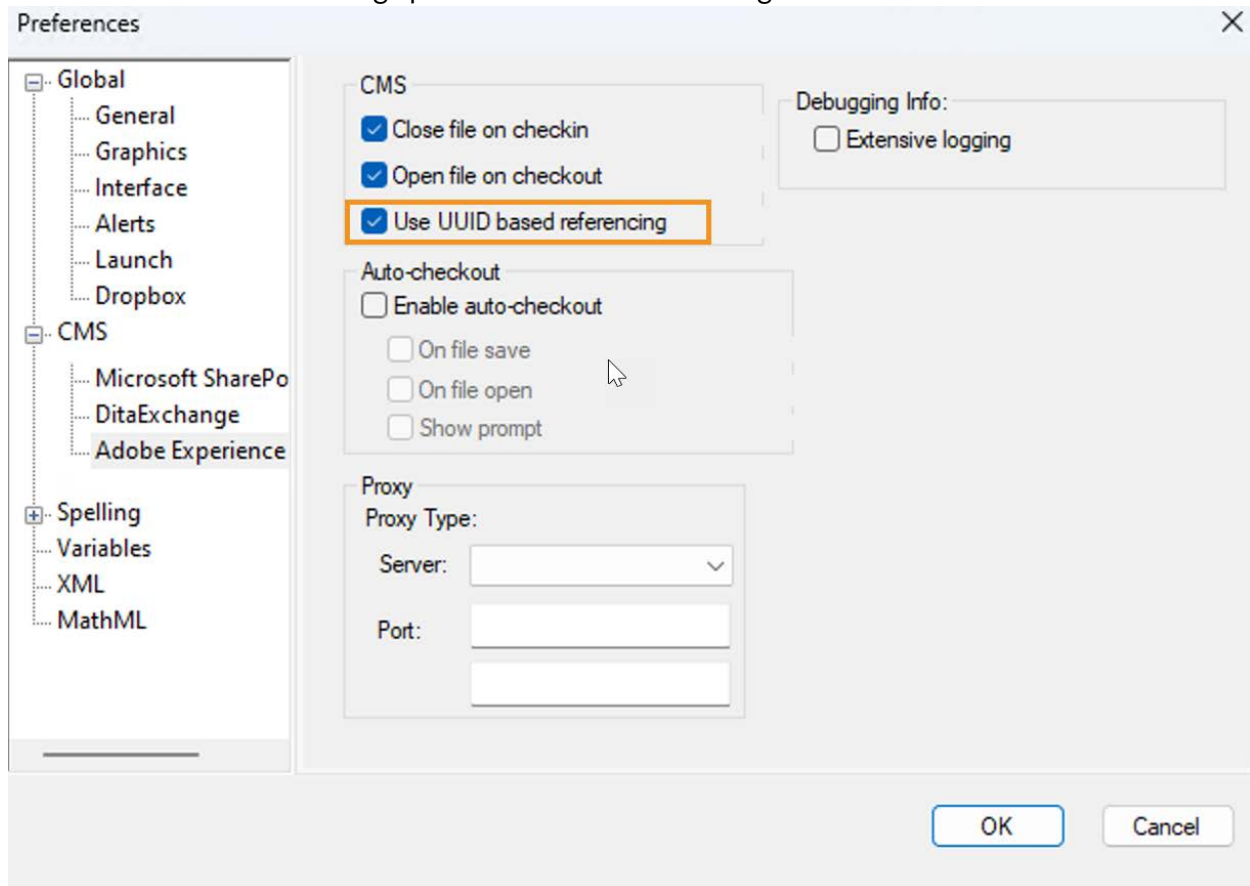 Preferences
Global
General
Graphics
Interface
Alerts
Launch
Dropbox
CMS
Microsoft SharePo
DitaExchange
Adobe Experience
Spelling
Variables
XML
MathML
CMS
Close file on checkin
Open file on checkout
Use UUID based referencing
Auto-checkout
Enable auto-checkout
On file save
On file open
Show prompt
Proxy
Proxy Type:
Server:
Port:
Debugging Info:
Extensive logging
OK
Cancel